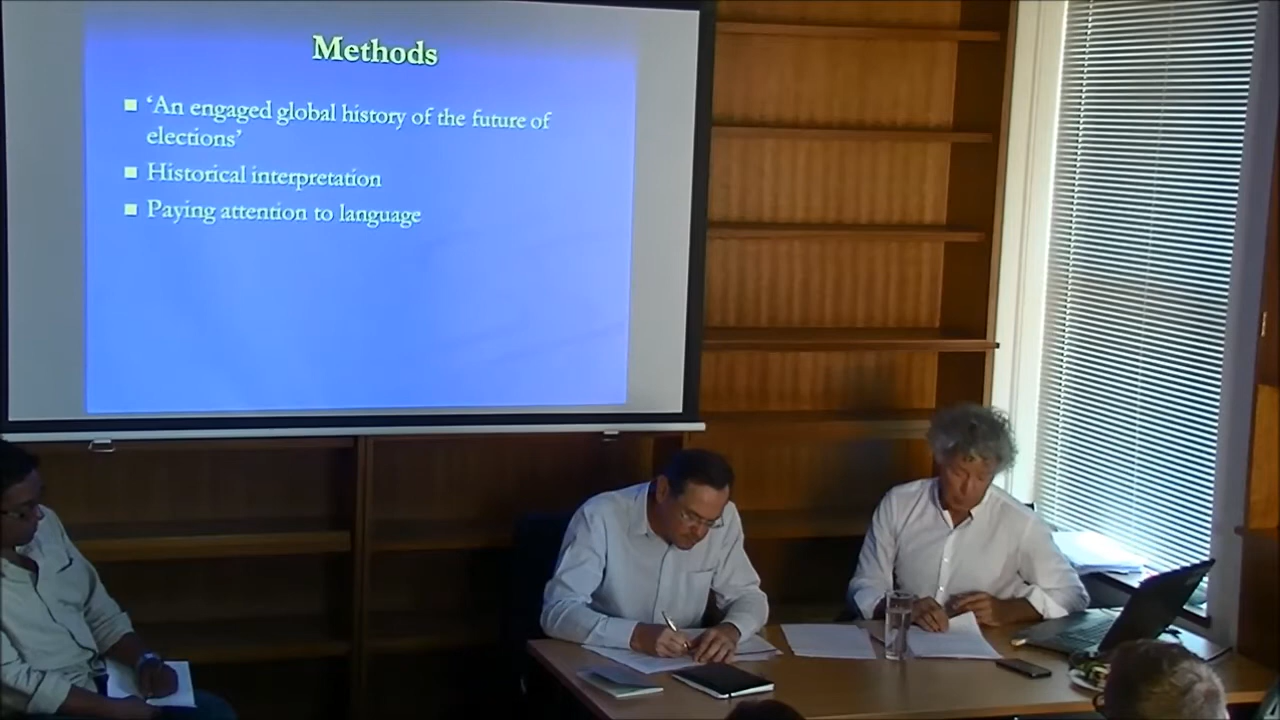 Methods
‘An engaged global history of the future of
elections’
Historical interpretation
Paying attention to language